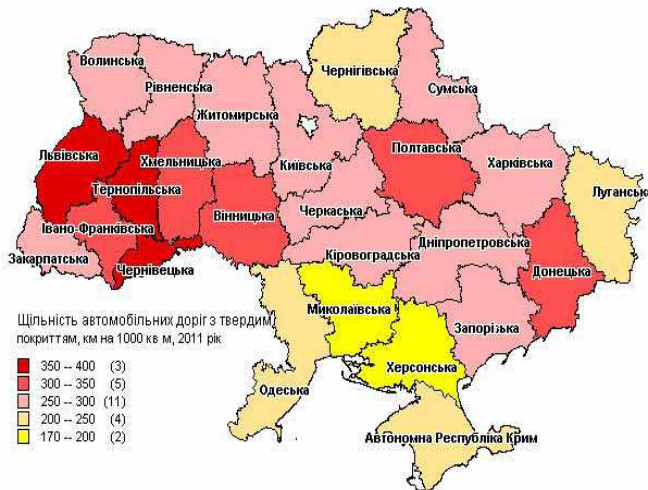 Волинська
Рівненська
Чернігівська
Сумська
Житомирська
Львівська
Хмельницька
Київська
Полтавська
Харківська
Тернопільська
Луганська
Вінницька
Черкаська
Івано-Франківська
Закарпатська
Чернівецька
Кіровоградська
Дніпропетровська
Донецька
Миколаївська
Запорізька
Херсонська
Одеська
Автономна Республіка Крим
Щільність автомобільних доріг з твердим
покриттям, км на 1000 кв м, 2011 рік
350 -- 400 (3)
300 -- 350 (5)
250 -- 300 (11)
200 -- 250 (4)
170 -- 200 (2)